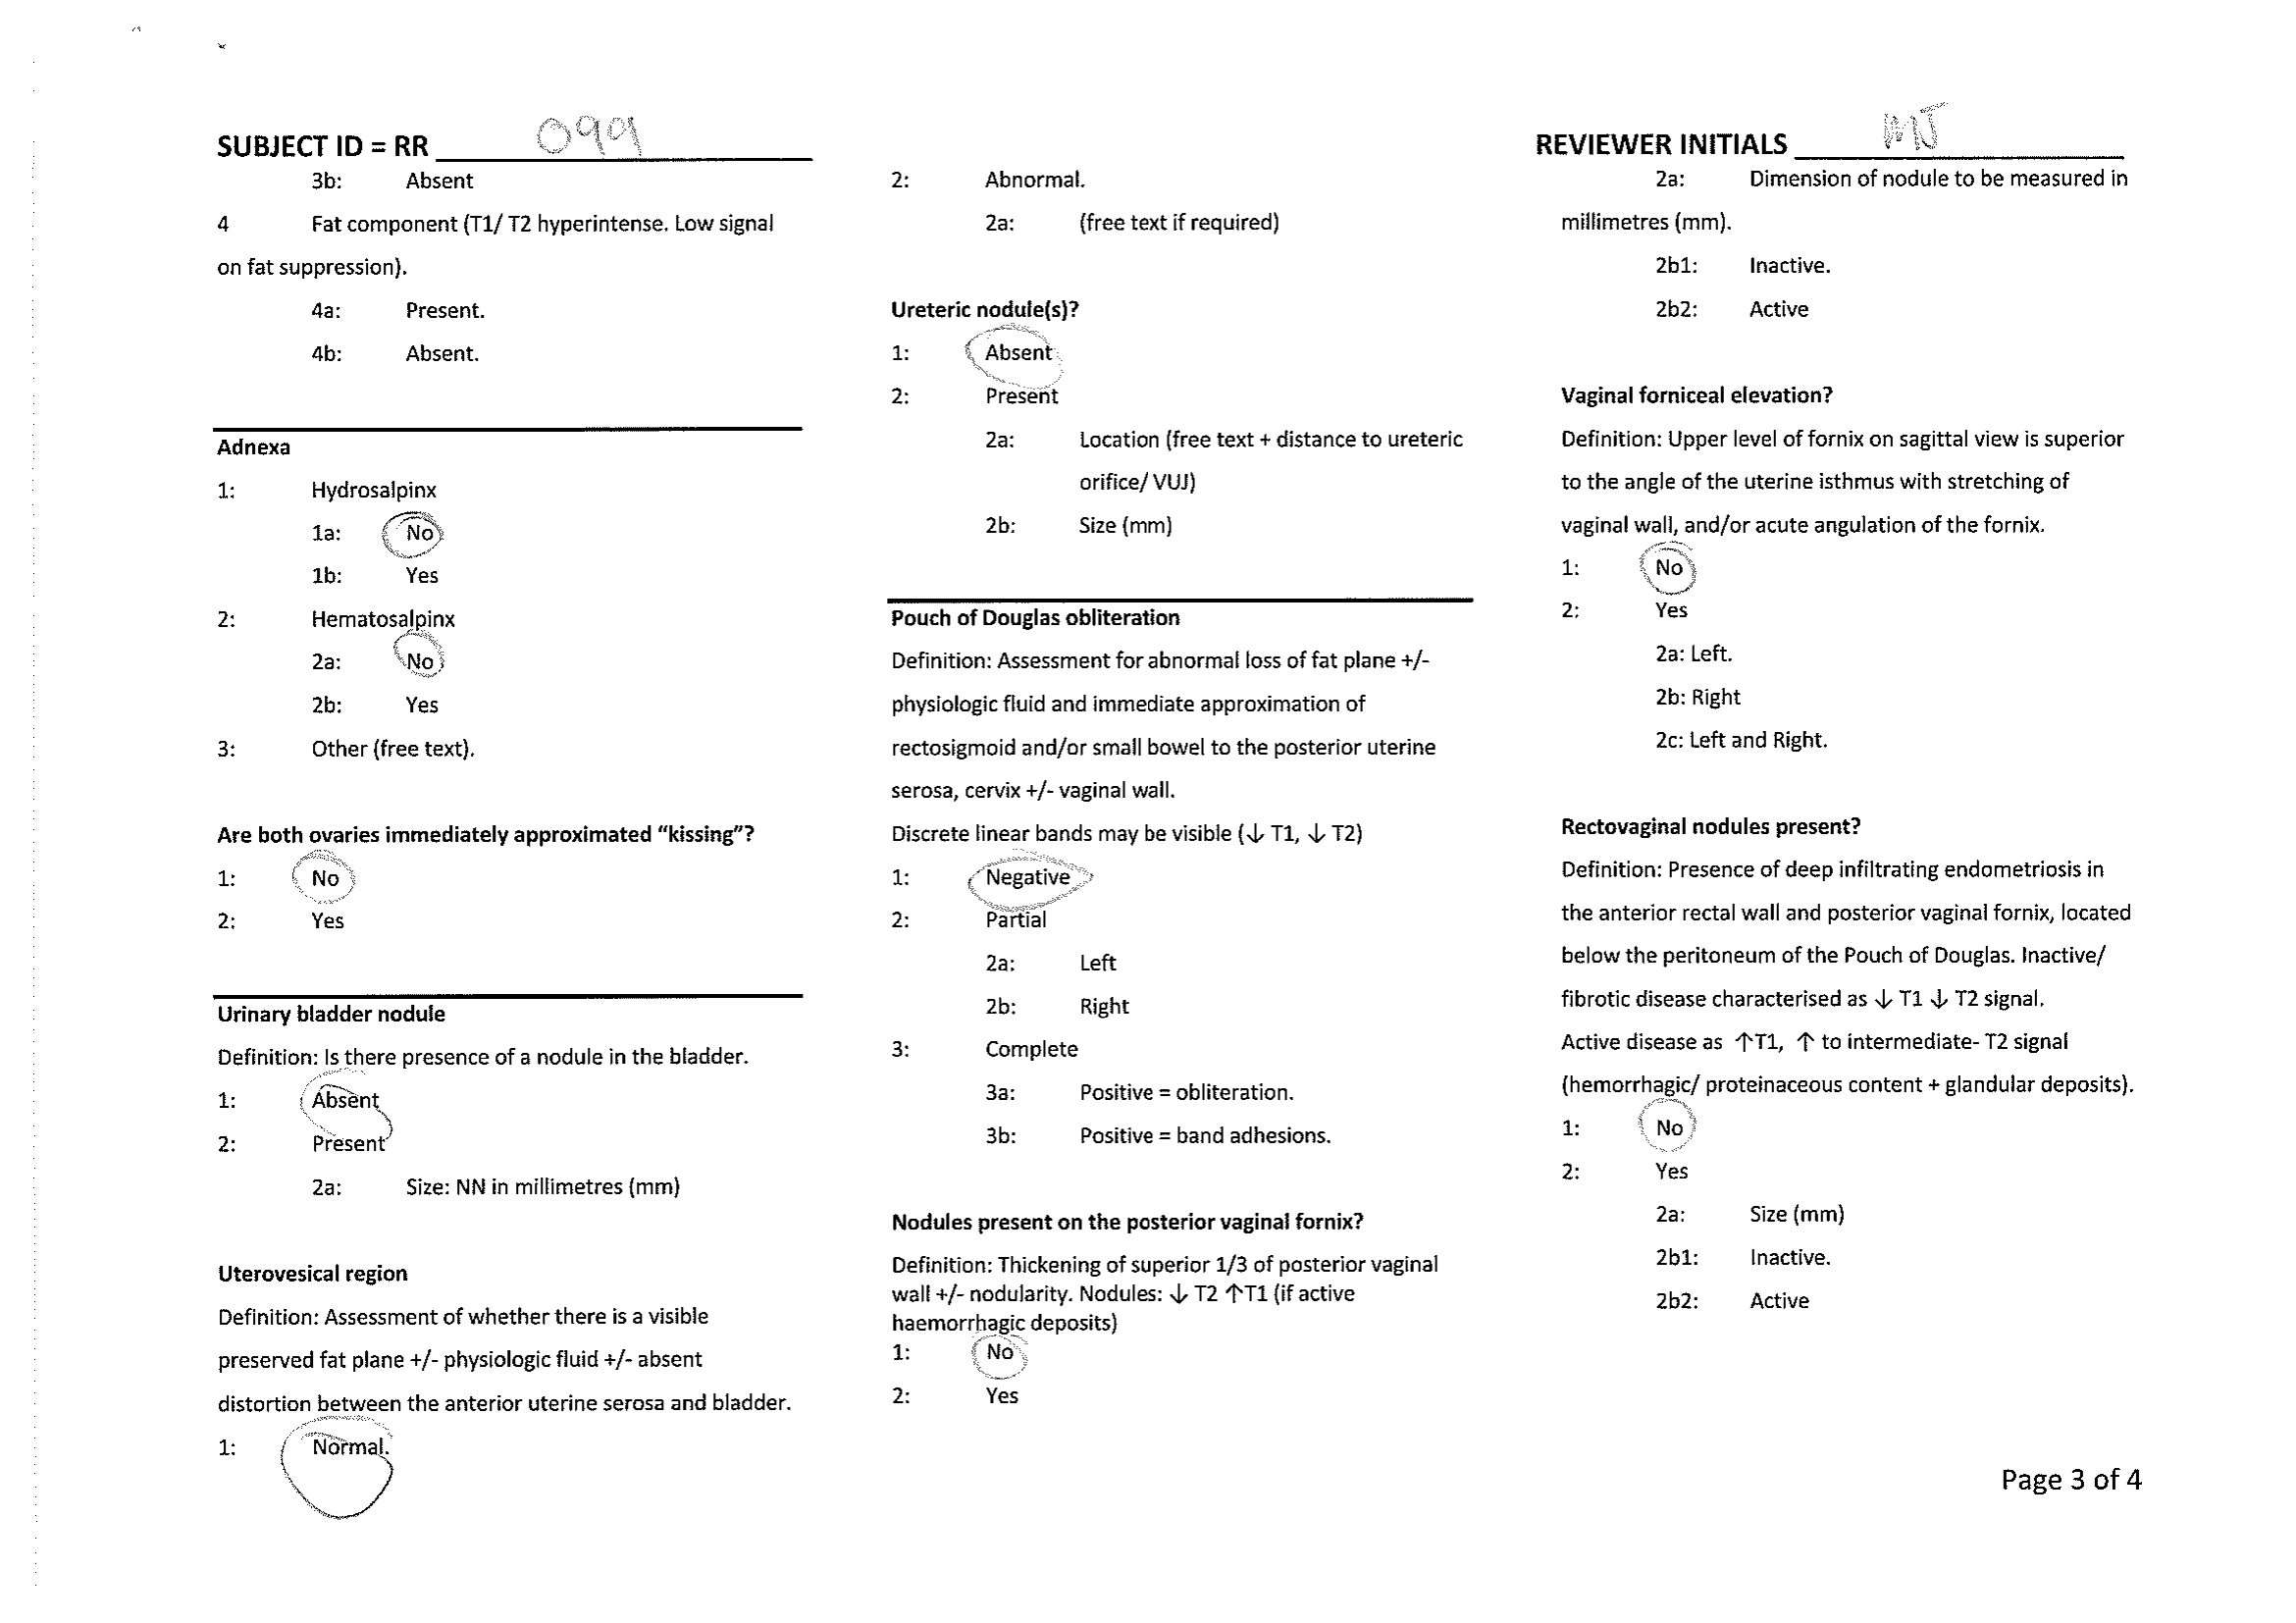 SUBJECT ID = RR 099
3b: Absent
4 Fat component (T1/ T2 hyperintense. Low signal
on fat suppression).
4a: Present.
4b: Absent.
Adnexa
1: Hydrosalpinx
1a: No
1b: Yes
2: Hematosalpinx
2a: No
2b: Yes
3: Other (free text).
Are both ovaries immediately approximated “kissing”?
1: No
2: Yes
Urinary bladder nodule
Definition: Is there presence of a nodule in the bladder.
1: Absent
2: Present
2a: Size: NN in millimetres (mm)
Uterovesical region
Definition: Assessment of whether there is a visible
preserved fat plane +/- physiologic fluid +/- absent
distortion between the anterior uterine serosa and bladder.
1: Normal.
2: Abnormal.
2a: (free text if required)
Ureteric nodule(s)?
1: Absent
2: Present
2a: Location (free text + distance to ureteric
orifice/ VUJ)
2b: Size (mm)
Pouch of Douglas obliteration
Definition: Assessment for abnormal loss of fat plane +/-
physiologic fluid and immediate approximation of
rectosigmoid and/or small bowel to the posterior uterine
serosa, cervix +/- vaginal wall.
Discrete linear bands may be visible (↓ T1, ↓ T2)
1: Negative
2: Partial
2a: Left
2b: Right
3: Complete
3a: Positive = obliteration.
3b: Positive = band adhesions.
Nodules present on the posterior vaginal fornix?
Definition: Thickening of superior 1/3 of posterior vaginal
wall +/- nodularity. Nodules: ↓ T2 ↑T1 (if active
haemorrhagic deposits)
1: No
2: Yes
REVIEWER INITIALS MJ
2a: Dimension of nodule to be measured in
millimetres (mm).
2b1: Inactive.
2b2: Active
Vaginal forniceal elevation?
Definition: Upper level of fornix on sagittal view is superior
to the angle of the uterine isthmus with stretching of
vaginal wall, and/or acute angulation of the fornix.
1: No
2: Yes
2a: Left.
2b: Right
2c: Left and Right.
Rectovaginal nodules present?
Definition: Presence of deep infiltrating endometriosis in
the anterior rectal wall and posterior vaginal fornix, located
below the peritoneum of the Pouch of Douglas. Inactive/
fibrotic disease characterised as ↓ T1 ↓ T2 signal.
Active disease as ↑T1, ↑ to intermediate- T2 signal
(hemorrhagic/ proteinaceous content + glandular deposits).
1: No
2: Yes
2a: Size (mm)
2b1: Inactive.
2b2: Active
Page 3 of 4